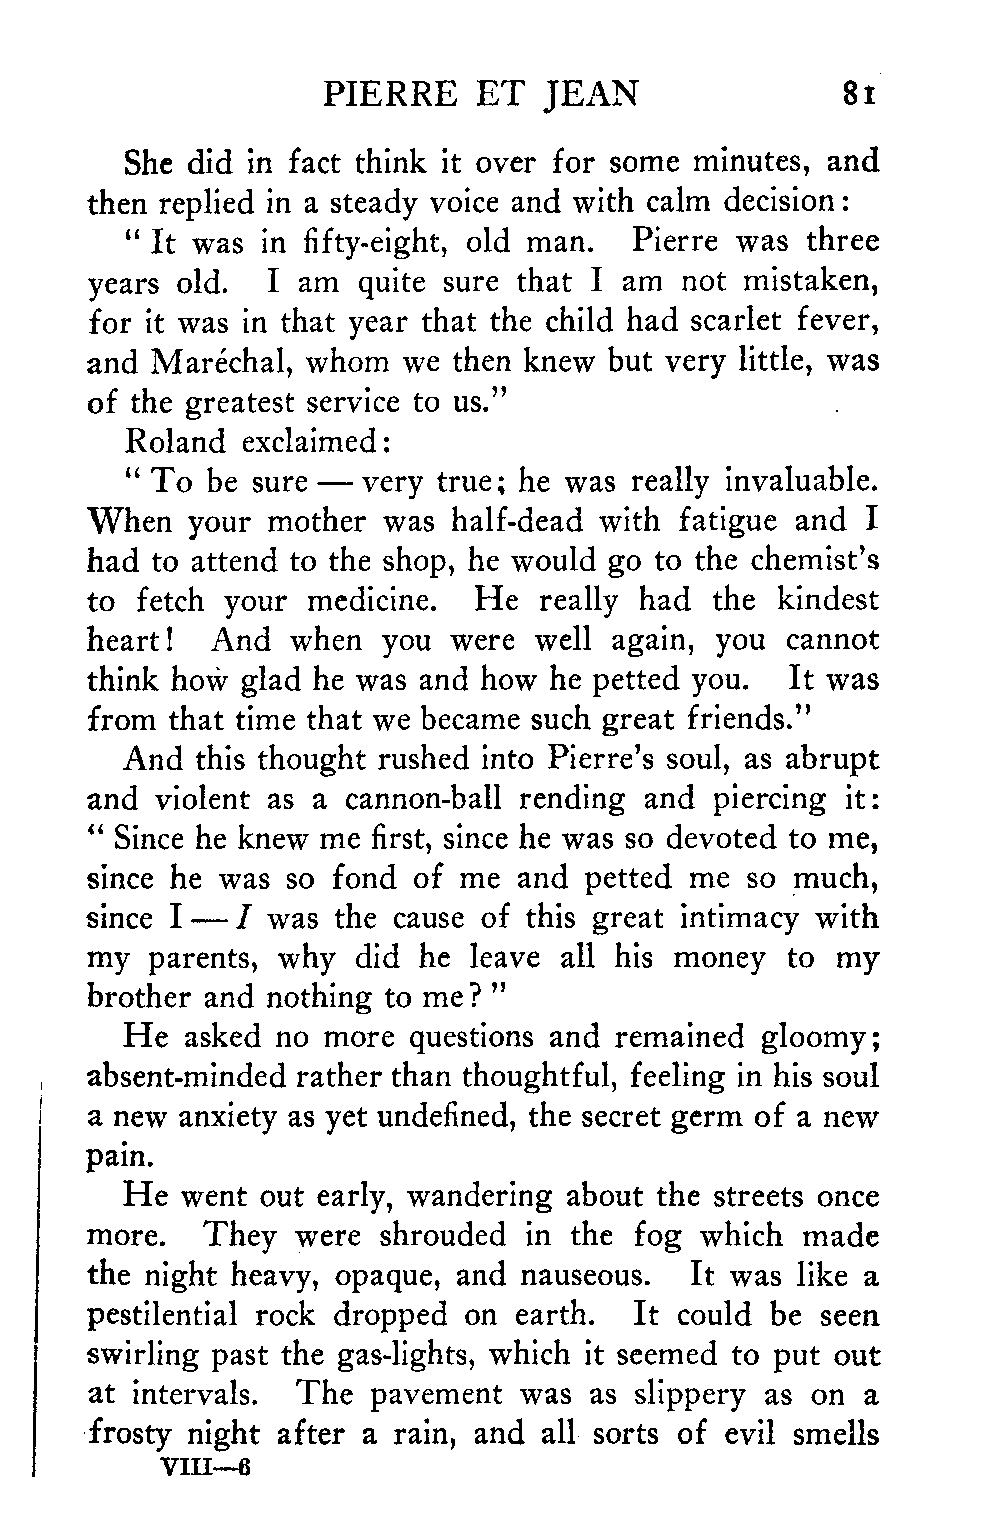 PIERRE ET JEAN 81
She did in fact think it over for some minutes, and
then replied in a steady voice and with calm decision:
“ It was in fifty-eight, old man. Pierre was three
years old. I am quite sure that I am not mistaken,
for it was in that year that the child had scarlet fever,
and Maréchal, whom we then knew but very little, was
of the greatest service to us.”
Roland exclaimed:
“ To be sure — very true; he was really invaluable.
When your mother was half-dead with fatigue and I
had to attend to the shop, he would go to the chemist’s
to fetch your medicine. He really had the kindest
heart! And when you were well again, you cannot
think how glad he was and how he petted you. It was
from that time that we became such great friends.”
And this thought rushed into Pierre’s soul, as abrupt
and violent as a cannon-ball rending and piercing it:
“ Since he knew me first, since he was so devoted to me,
since he was so fond of me and petted me so much,
since I — I was the cause of this great intimacy with
my parents, why did he leave all his money to my
brother and nothing to me? ”
He asked no more questions and remained gloomy;
absent-minded rather than thoughtful, feeling in his soul
a new anxiety as yet undefined, the secret germ of a new
pain.
He went out early, wandering about the streets once
more. They were shrouded in the fog which made
the night heavy, opaque, and nauseous. It was like a
pestilential rock dropped on earth. It could be seen
swirling past the gas-lights, which it seemed to put out
at intervals. The pavement was as slippery as on a
frosty night after a rain, and all sorts of evil smells
VIII—6